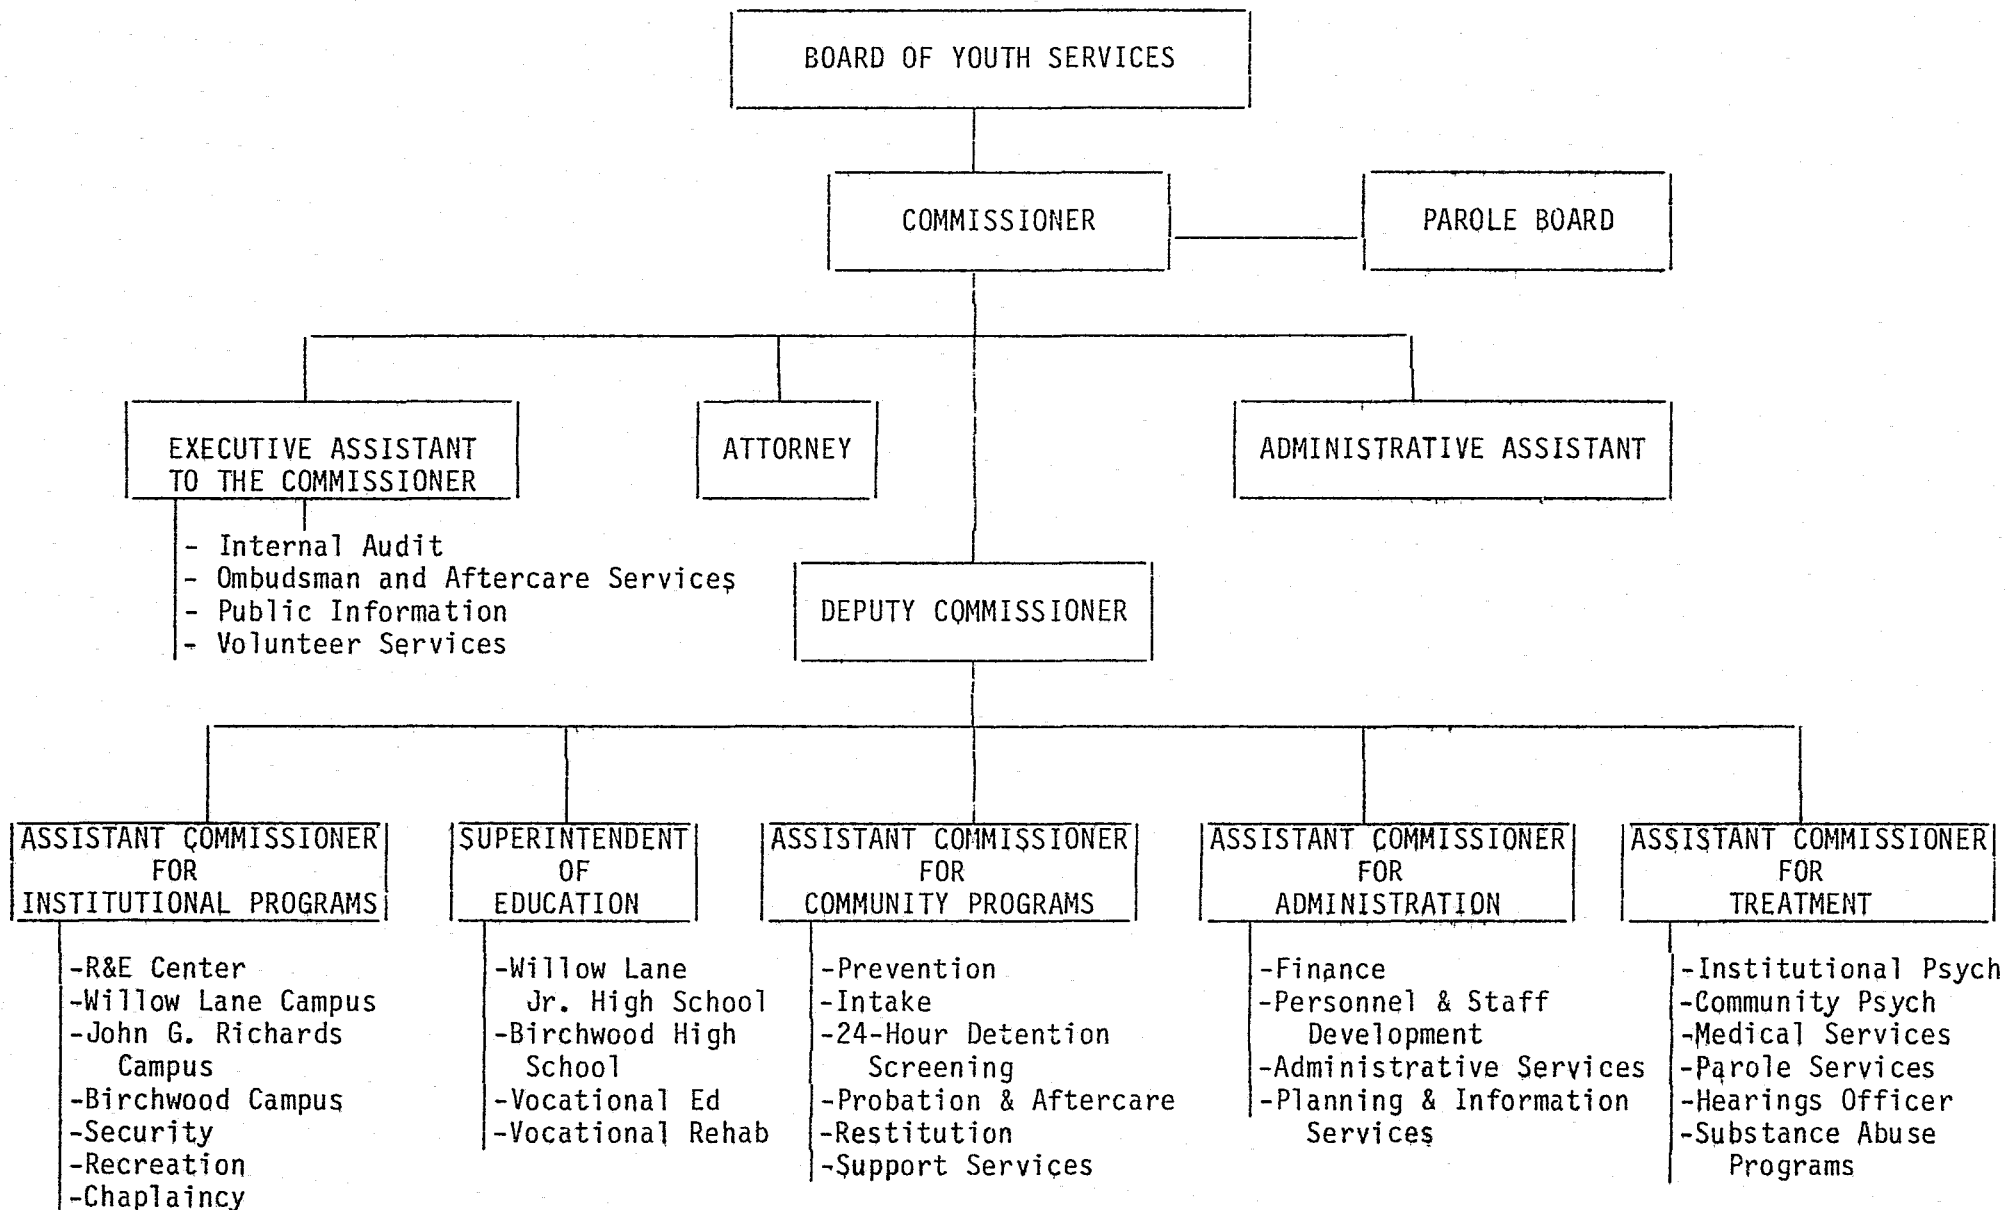 BOARD OF YOUTH SERVICES
COMMISSIONER
PAROLE BOARD
EXECUTIVE ASSISTANT
TO THE COMMISSIONER
ATTORNEY
ADMINISTRATIVE ASSISTANT
- Internal Audit
- Ombudsman and Aftercare Services
- Public Information
- Volunteer Services
DEPUTY COMMISSIONER
ASSISTANT COMMISSIONER
FOR
INSTITUTIONAL PROGRAMS
-R&E Center
-Willow Lane Campus
-John G. Richards
Campus
-Birchwood Campus
-Security
-Recreation
-Chaplaincy
SUPERINTENDENT
OF
EDUCATION
-Willow Lane
Jr. High School
-Birchwood High
School
-Vocational Ed
-Vocational Rehab
ASSISTANT COMMISSIONER
FOR
COMMUNITY PROGRAMS
-Prevention
-Intake
-24-Hour Detention
Screening
-Probation & Aftercare
-Restitution
-Support Services
ASSISTANT COMMISSIONER
FOR
ADMINISTRATION
-Finance
-Personnel & Staff
Development
-Administrative Services
-Planning & Information
Services
ASSISTANT COMMISSIONER
FOR
TREATMENT
-Institutional Psych
-Community Psych
-Medical Services
-Parole Services
-Hearings Officer
-Substance Abuse
Programs